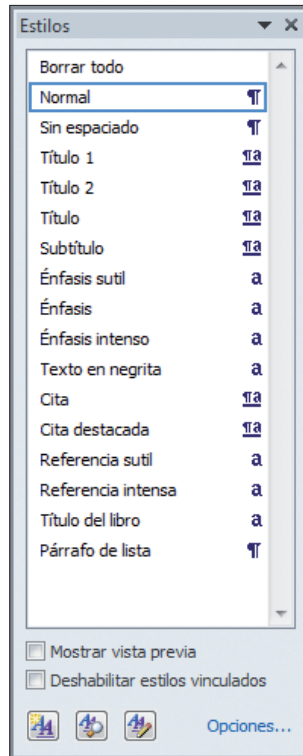 Estilos
Borrar todo
Normal ¶
Sin espaciado ¶
Título 1 ¶a
Título 2 ¶a
Título ¶a
Subtítulo ¶a
Énfasis sutil a
Énfasis a
Énfasis intenso a
Texto en negrita a
Cita ¶a
Cita destacada ¶a
Referencia sutil a
Referencia intensa a
Título del libro a
Párrafo de lista ¶
Mostrar vista previa
Deshabilitar estilos vinculados
Opciones...